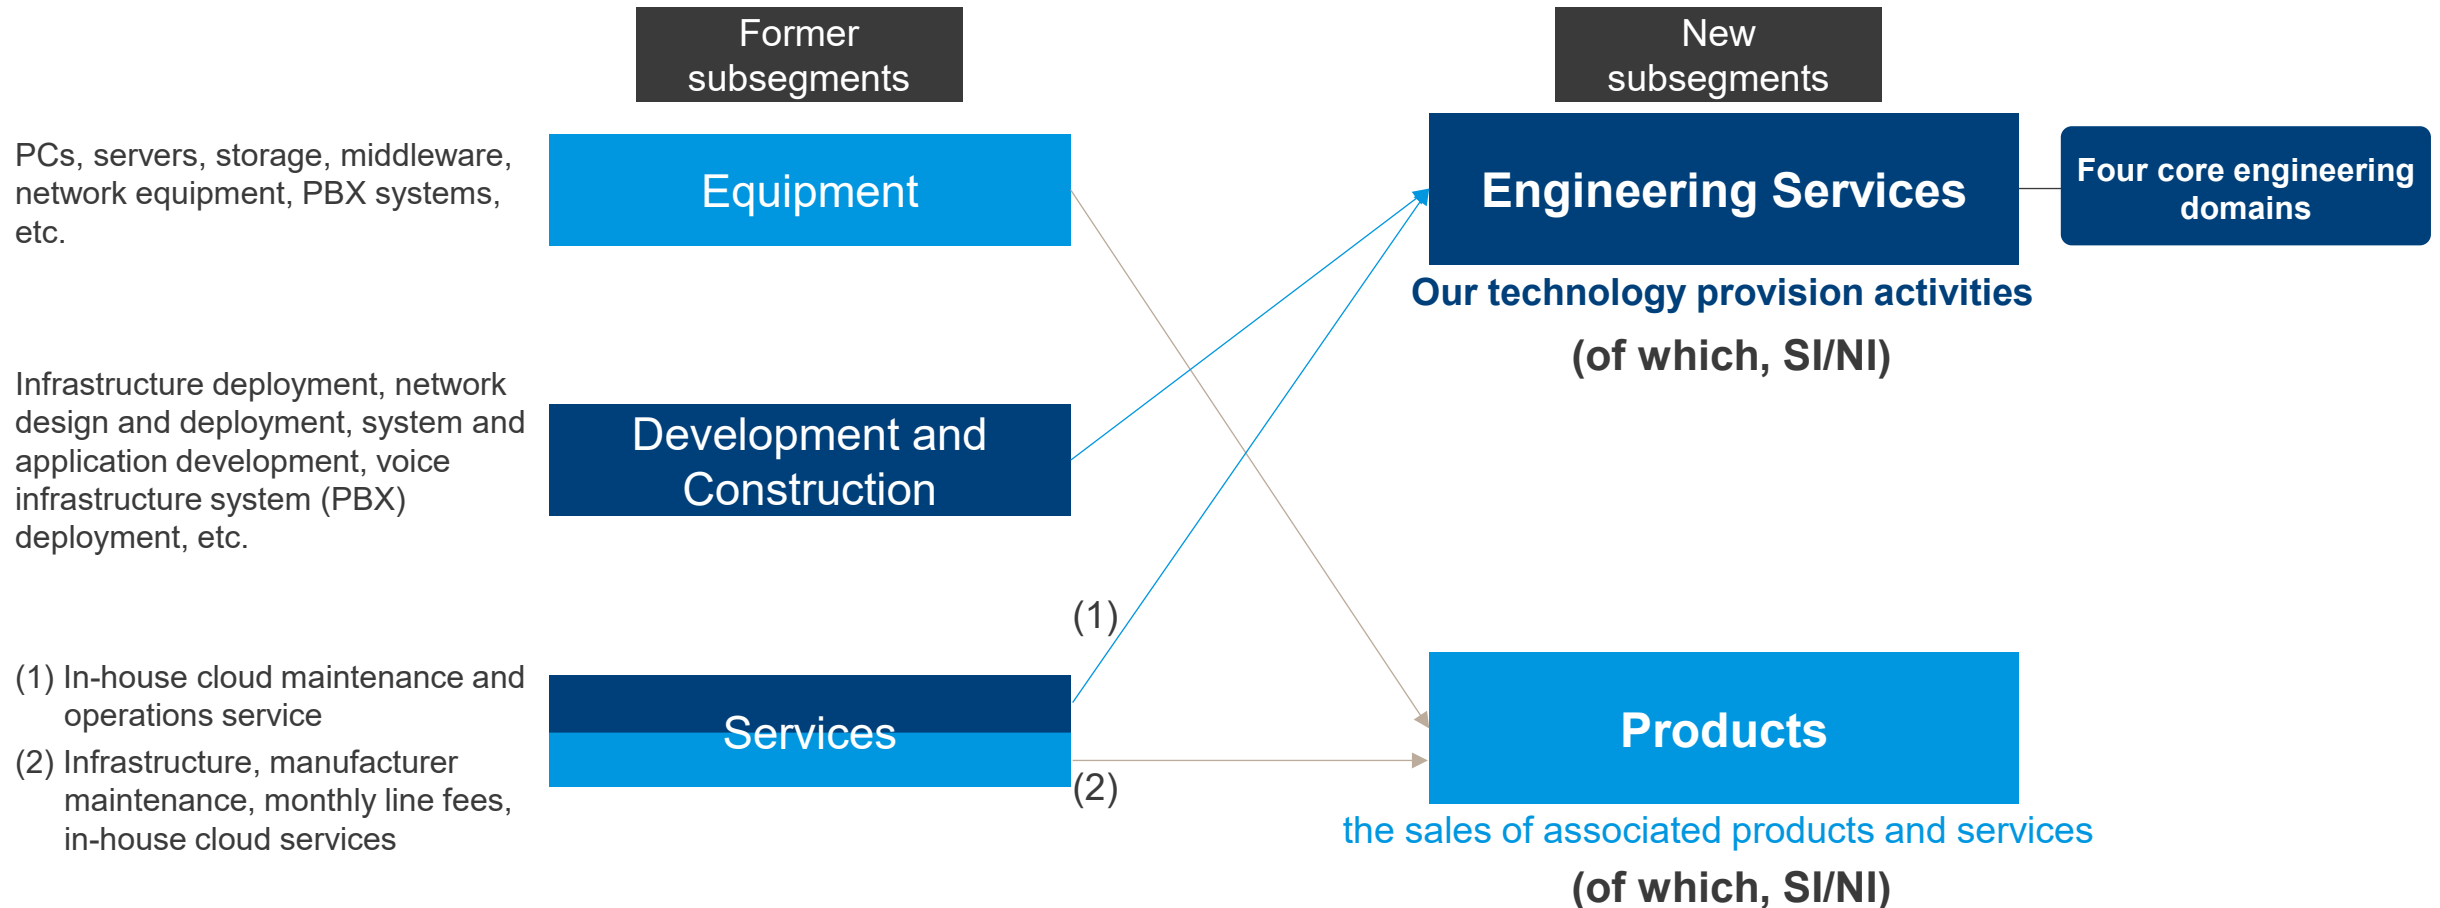 Former
subsegments
New
subsegments
PCs, servers, storage, middleware,
network equipment, PBX systems,
etc.
Equipment
Engineering Services
Four core engineering
domains
Our technology provision activities
(of which, SI/NI)
Infrastructure deployment, network
design and deployment, system and
application development, voice
infrastructure system (PBX)
deployment, etc.
Development and
Construction
(1)
(1) In-house cloud maintenance and
operations service
(2) Infrastructure, manufacturer
maintenance, monthly line fees,
in-house cloud services
Services
(2)
Products
the sales of associated products and services
(of which, SI/NI)